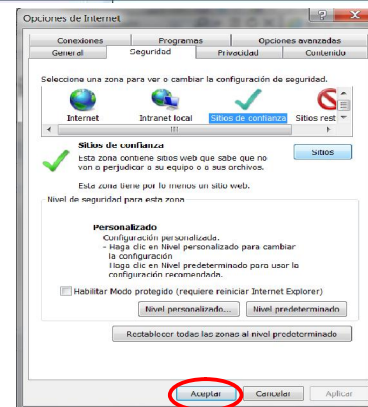 Opciones de Internet
Conexiones Programas Opciones avanzadas
General Seguridad Privacidad Contenido
Seleccione una zona para ver o cambiar la configuración de seguridad.
Internet Intranet local Sitios de confianza Sitios rest
Sitios de confianza
Sitios
Esta zona contiene sitios web que sabe que no
van a perjudicar a su equipo o a sus archivos.
Esta zona tiene por lo menos un sitio web.
Nivel de seguridad para esta zona
Personalizado
Configuración personalizada.
- Haga clic en Nivel personalizado para cambiar
la configuración
Haga clic en Nivel predeterminado para usar la
configuración recomendada.
Habilitar Modo protegido (requiere reiniciar Internet Explorer)
Nivel personalizado... Nivel predeterminado
Restablecer todas las zonas al nivel predeterminado
Aceptar Cancelar Aplicar